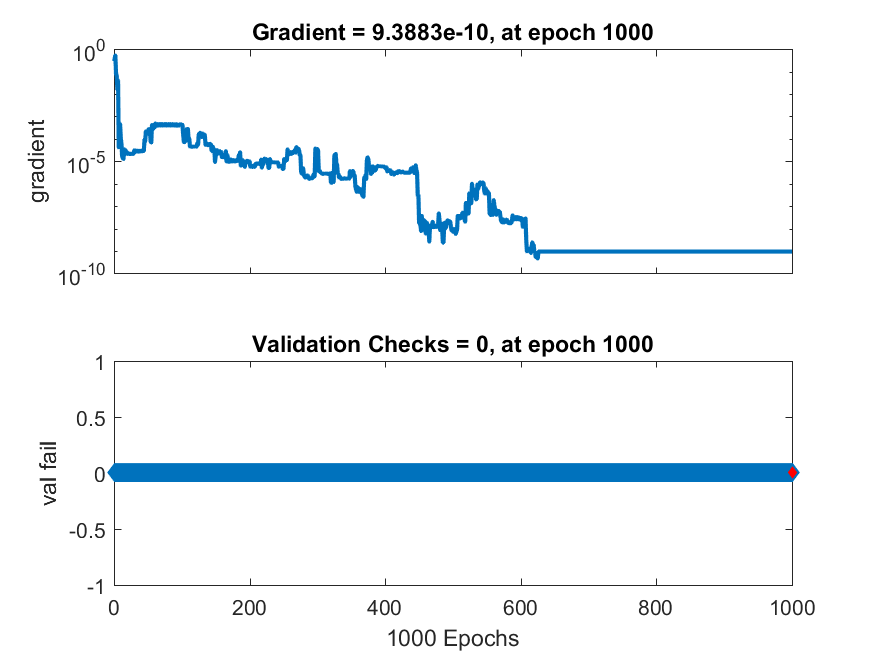 Gradient = 9.3883e-10, at epoch 1000
10^0
10^-5
10^-10
gradient
Validation Checks = 0, at epoch 1000
1
0.5
0
-0.5
-1
val fail
0 200 400 600 800 1000
1000 Epochs